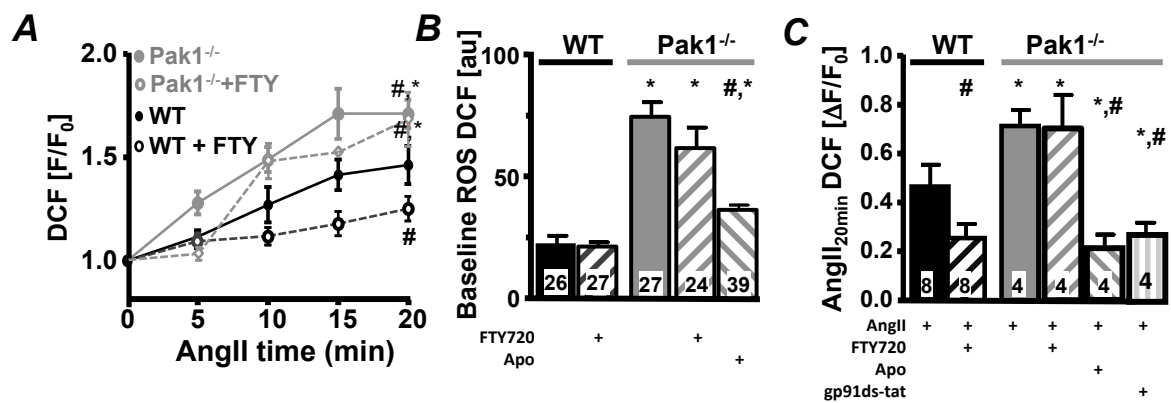 A
DCF [F/F₀]
2.0
1.5
1.0
Pak1⁻/⁻
Pak1⁻/⁻+FTY
WT
WT + FTY
#,*
#,*
#
0 5 10 15 20
AngII time (min)
B
Baseline ROS DCF [au]
100
50
0
WT Pak1⁻/⁻
* * #,*
26 27 27 24 39
FTY720 + +
Apo +
C
AngII₂₀ₘᵢₙ DCF [ΔF/F₀]
1.0
0.8
0.6
0.4
0.2
0.0
WT Pak1⁻/⁻
# * * *,# *,#
8 8 4 4 4 4
AngII + + + + + +
FTY720 + +
Apo +
gp91ds-tat +